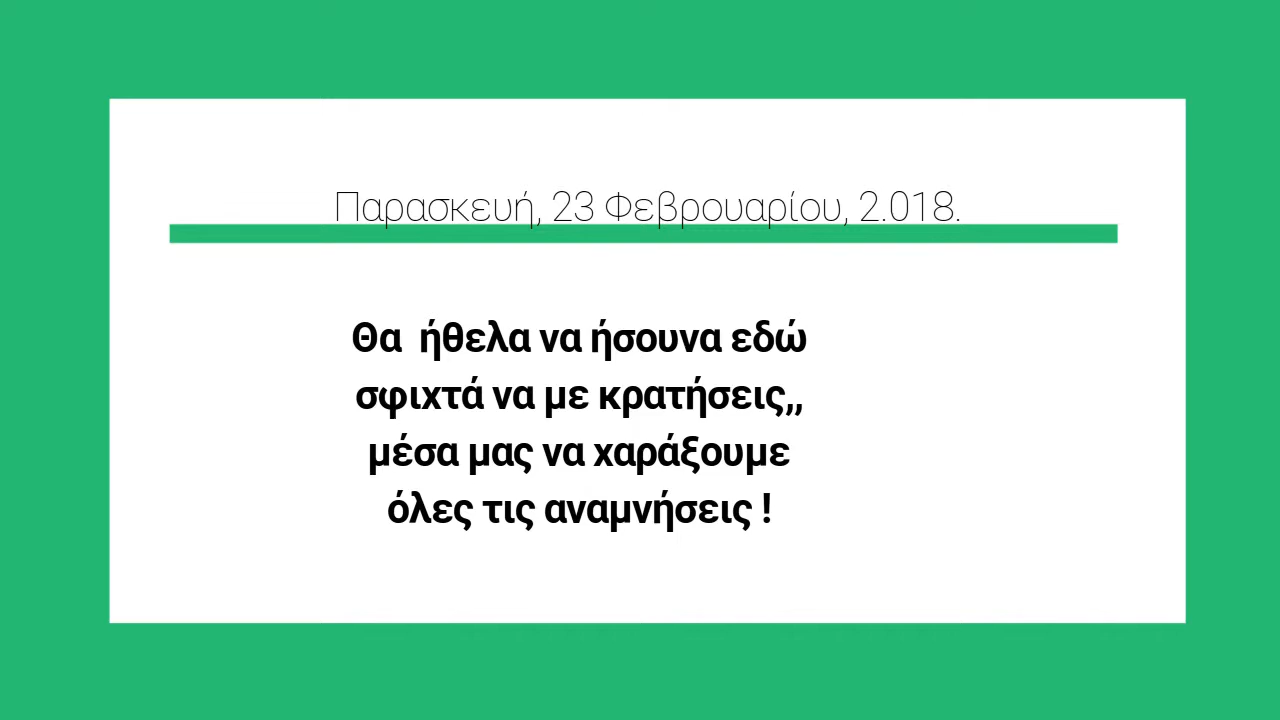 Παρασκευή, 23 Φεβρουαρίου, 2.018.
Θα  ήθελα να ήσουνα εδώ
σφιχτά να με κρατήσεις,,
μέσα μας να χαράξουμε
όλες τις αναμνήσεις !